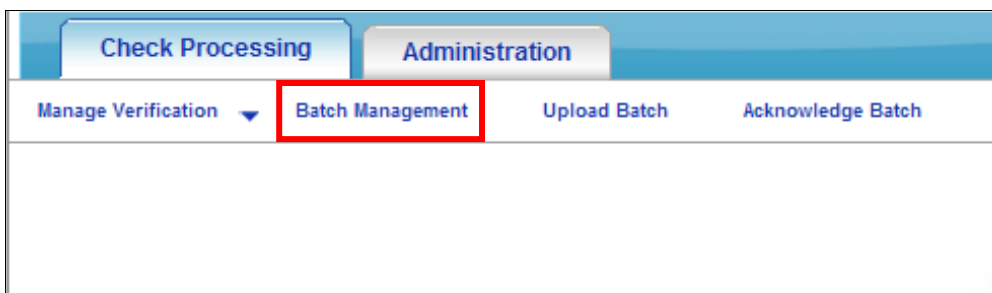 Check Processing Administration
Manage Verification Batch Management Upload Batch Acknowledge Batch